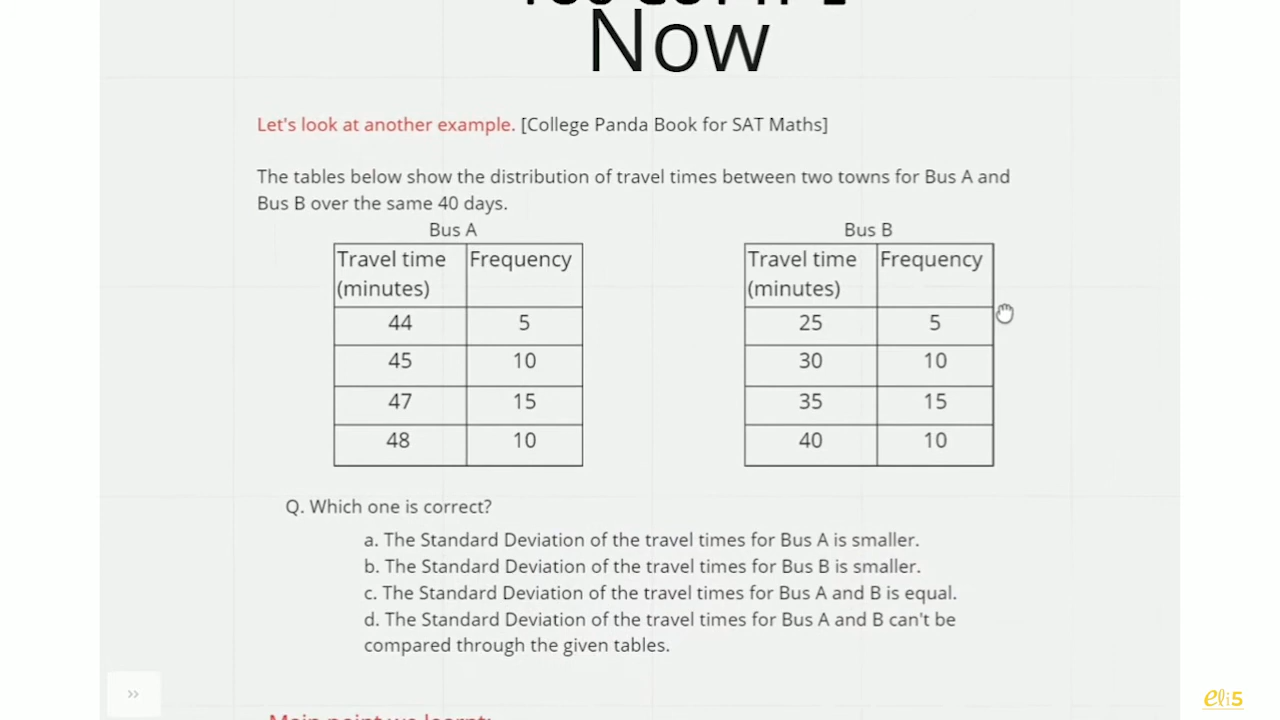 Now
Let's look at another example. [College Panda Book for SAT Maths]
The tables below show the distribution of travel times between two towns for Bus A and
Bus B over the same 40 days.
Bus A
Travel time Frequency
(minutes)
44 5
45 10
47 15
48 10
Bus B
Travel time Frequency
(minutes)
25 5
30 10
35 15
40 10
Q. Which one is correct?
a. The Standard Deviation of the travel times for Bus A is smaller.
b. The Standard Deviation of the travel times for Bus B is smaller.
c. The Standard Deviation of the travel times for Bus A and B is equal.
d. The Standard Deviation of the travel times for Bus A and B can't be
compared through the given tables.
Main point we learnt:
>>
eli5